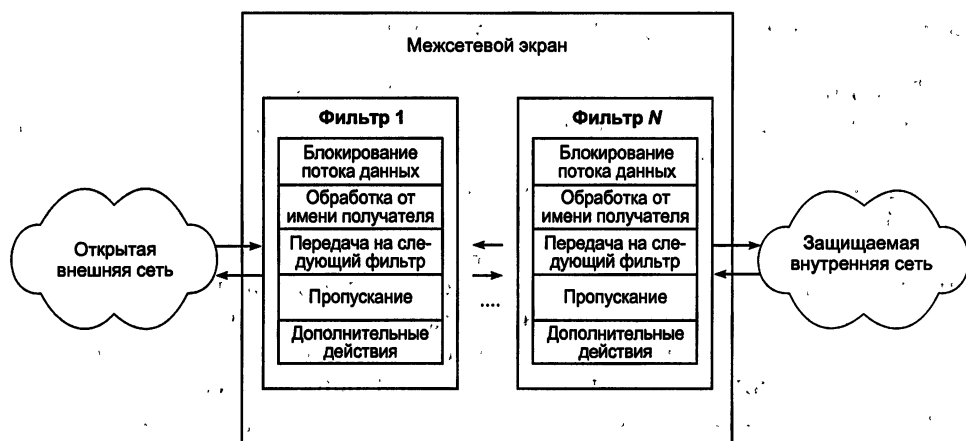 Межсетевой экран
Фильтр 1
Блокирование
потока данных
Обработка от
имени получателя
Передача на сле-
дующий фильтр
Пропускание
Дополнительные
действия
Фильтр N
Блокирование
потока данных
Обработка от
имени получателя
Передача на сле-
дующий фильтр
Пропускание
Дополнительные
действия
....
Открытая
внешняя сеть
Защищаемая
внутренняя сеть